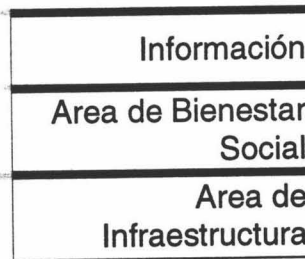 Información
Area de Bienestar
Social
Area de
Infraestructura